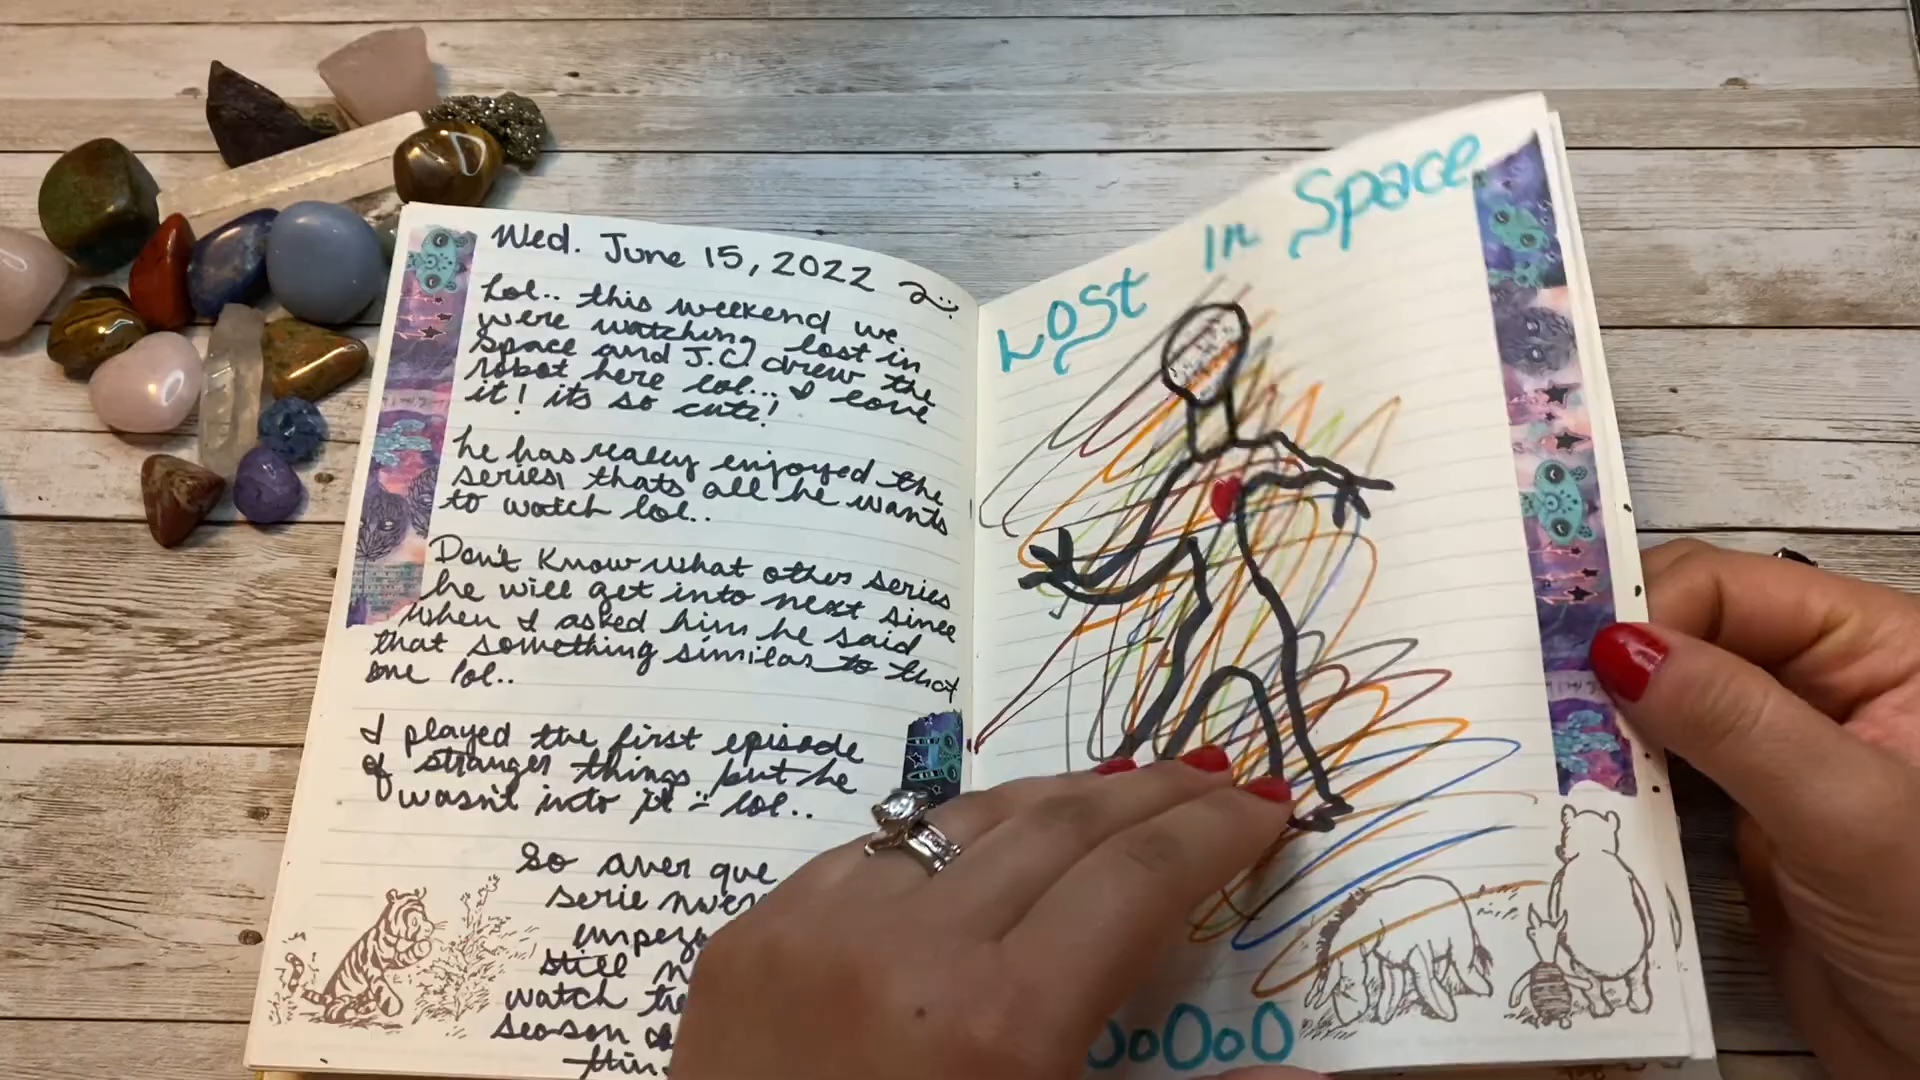 Wed. June 15, 2022
Lol.. this weekend we
were watching lost in
Space and J.C. drew the
robot here lol... I love
it! its so cute!
he has really enjoyed the
series, thats all he wants
to watch lol..
Don't know what other series
he will get into next since
when I asked him he said
that something similar to that
one lol..
I played the first episode
of stranger things but he
wasn't into it lol..
So aver que
serie
still
watch
season
Lost in Space